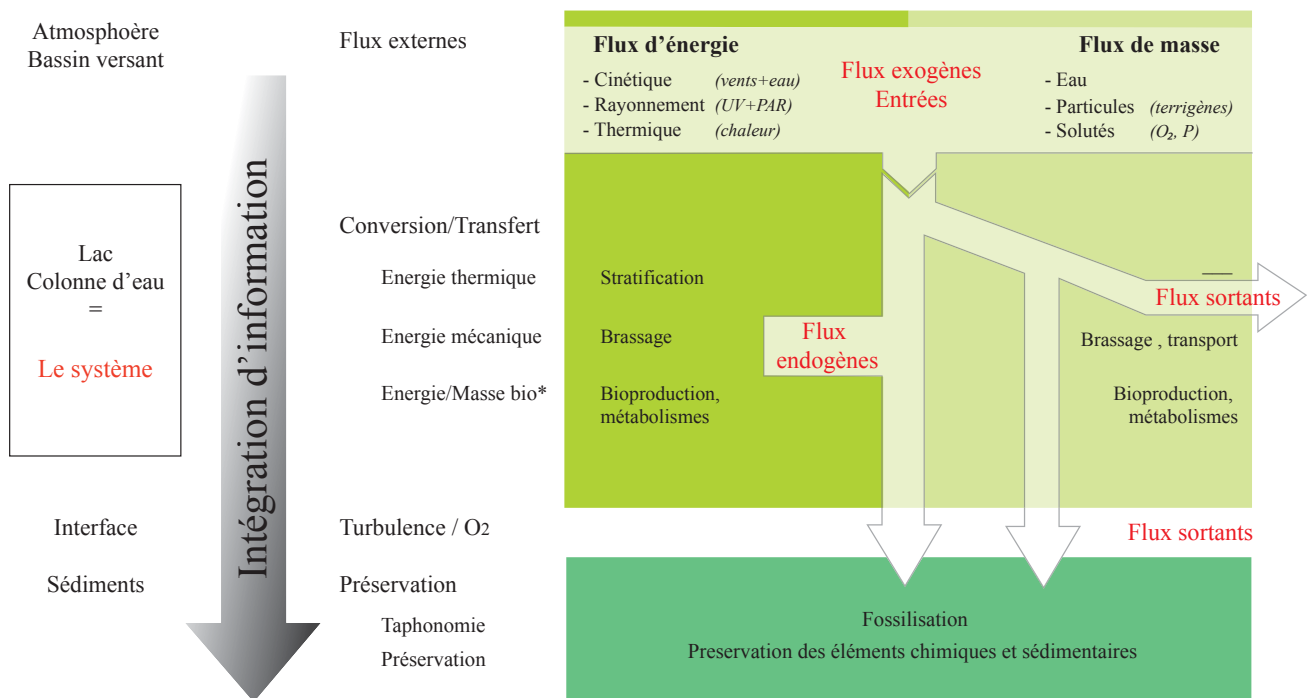 Atmosphoère
Bassin versant
Flux externes
Flux d’énergie
- Cinétique (vents+eau)
- Rayonnement (UV+PAR)
- Thermique (chaleur)
Flux exogènes
Entrées
Flux de masse
- Eau
- Particules (terrigènes)
- Solutés (O₂, P)
Intégration d’information
Lac
Colonne d’eau
=
Le système
Conversion/Transfert
Energie thermique
Stratification
Flux sortants
Energie mécanique
Brassage
Flux
endogènes
Brassage , transport
Energie/Masse bio*
Bioproduction,
métabolismes
Bioproduction,
métabolismes
Interface
Turbulence / O2
Flux sortants
Sédiments
Préservation
Taphonomie
Préservation
Fossilisation
Preservation des éléments chimiques et sédimentaires